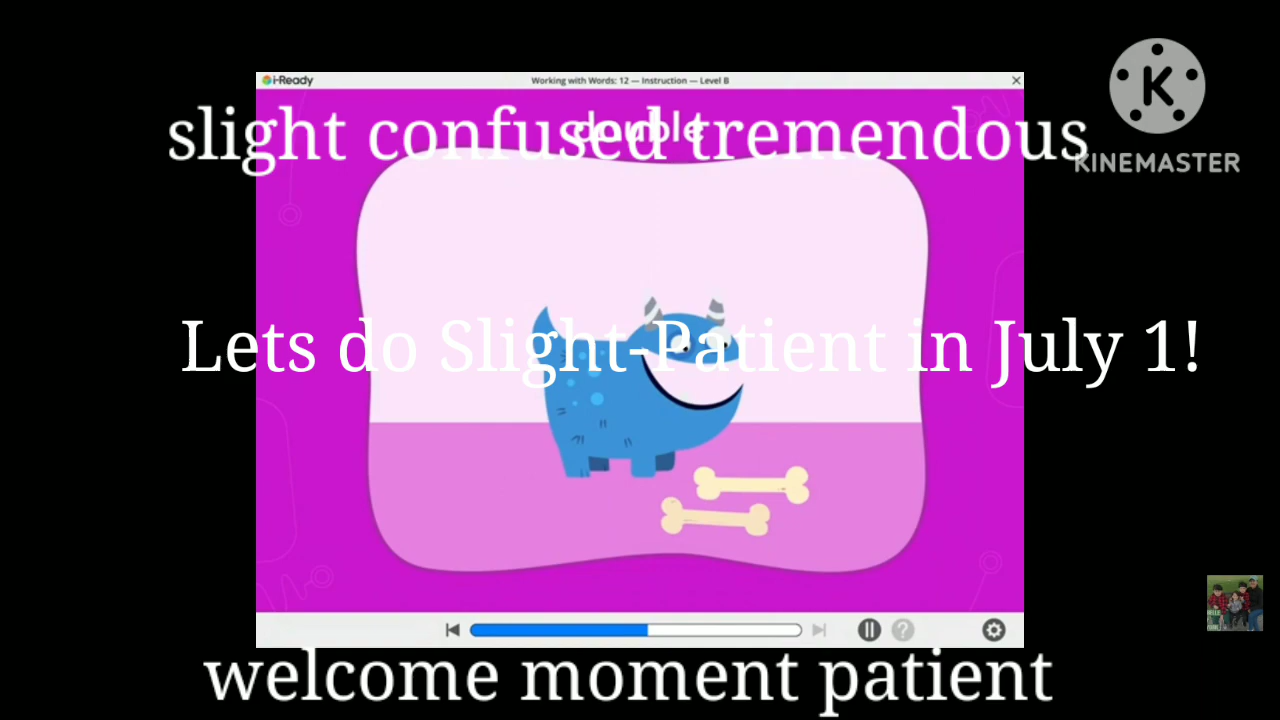 i-Ready
Working with Words: 12 — Instruction — Level B
double
slight confused tremendous
KINEMASTER
Lets do Slight-Patient in July 1!
welcome moment patient